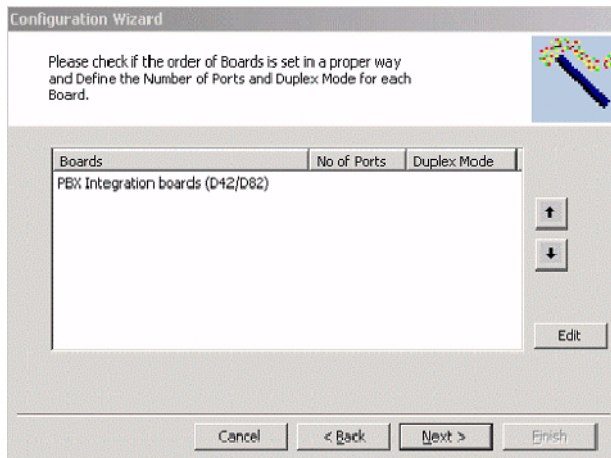 Configuration Wizard
Please check if the order of Boards is set in a proper way
and Define the Number of Ports and Duplex Mode for each
Board.
Boards No of Ports Duplex Mode
PBX Integration boards (D42/D82)
Edit
Cancel < Back Next > Finish